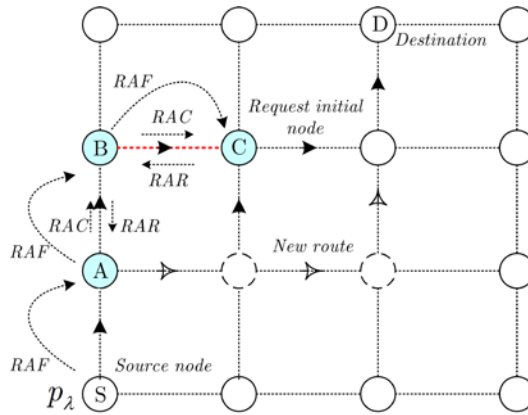 D
Destination
RAF
RAC
Request initial
node
B
C
RAR
RAC
RAR
RAF
New route
A
RAF
Source node
pλ
S